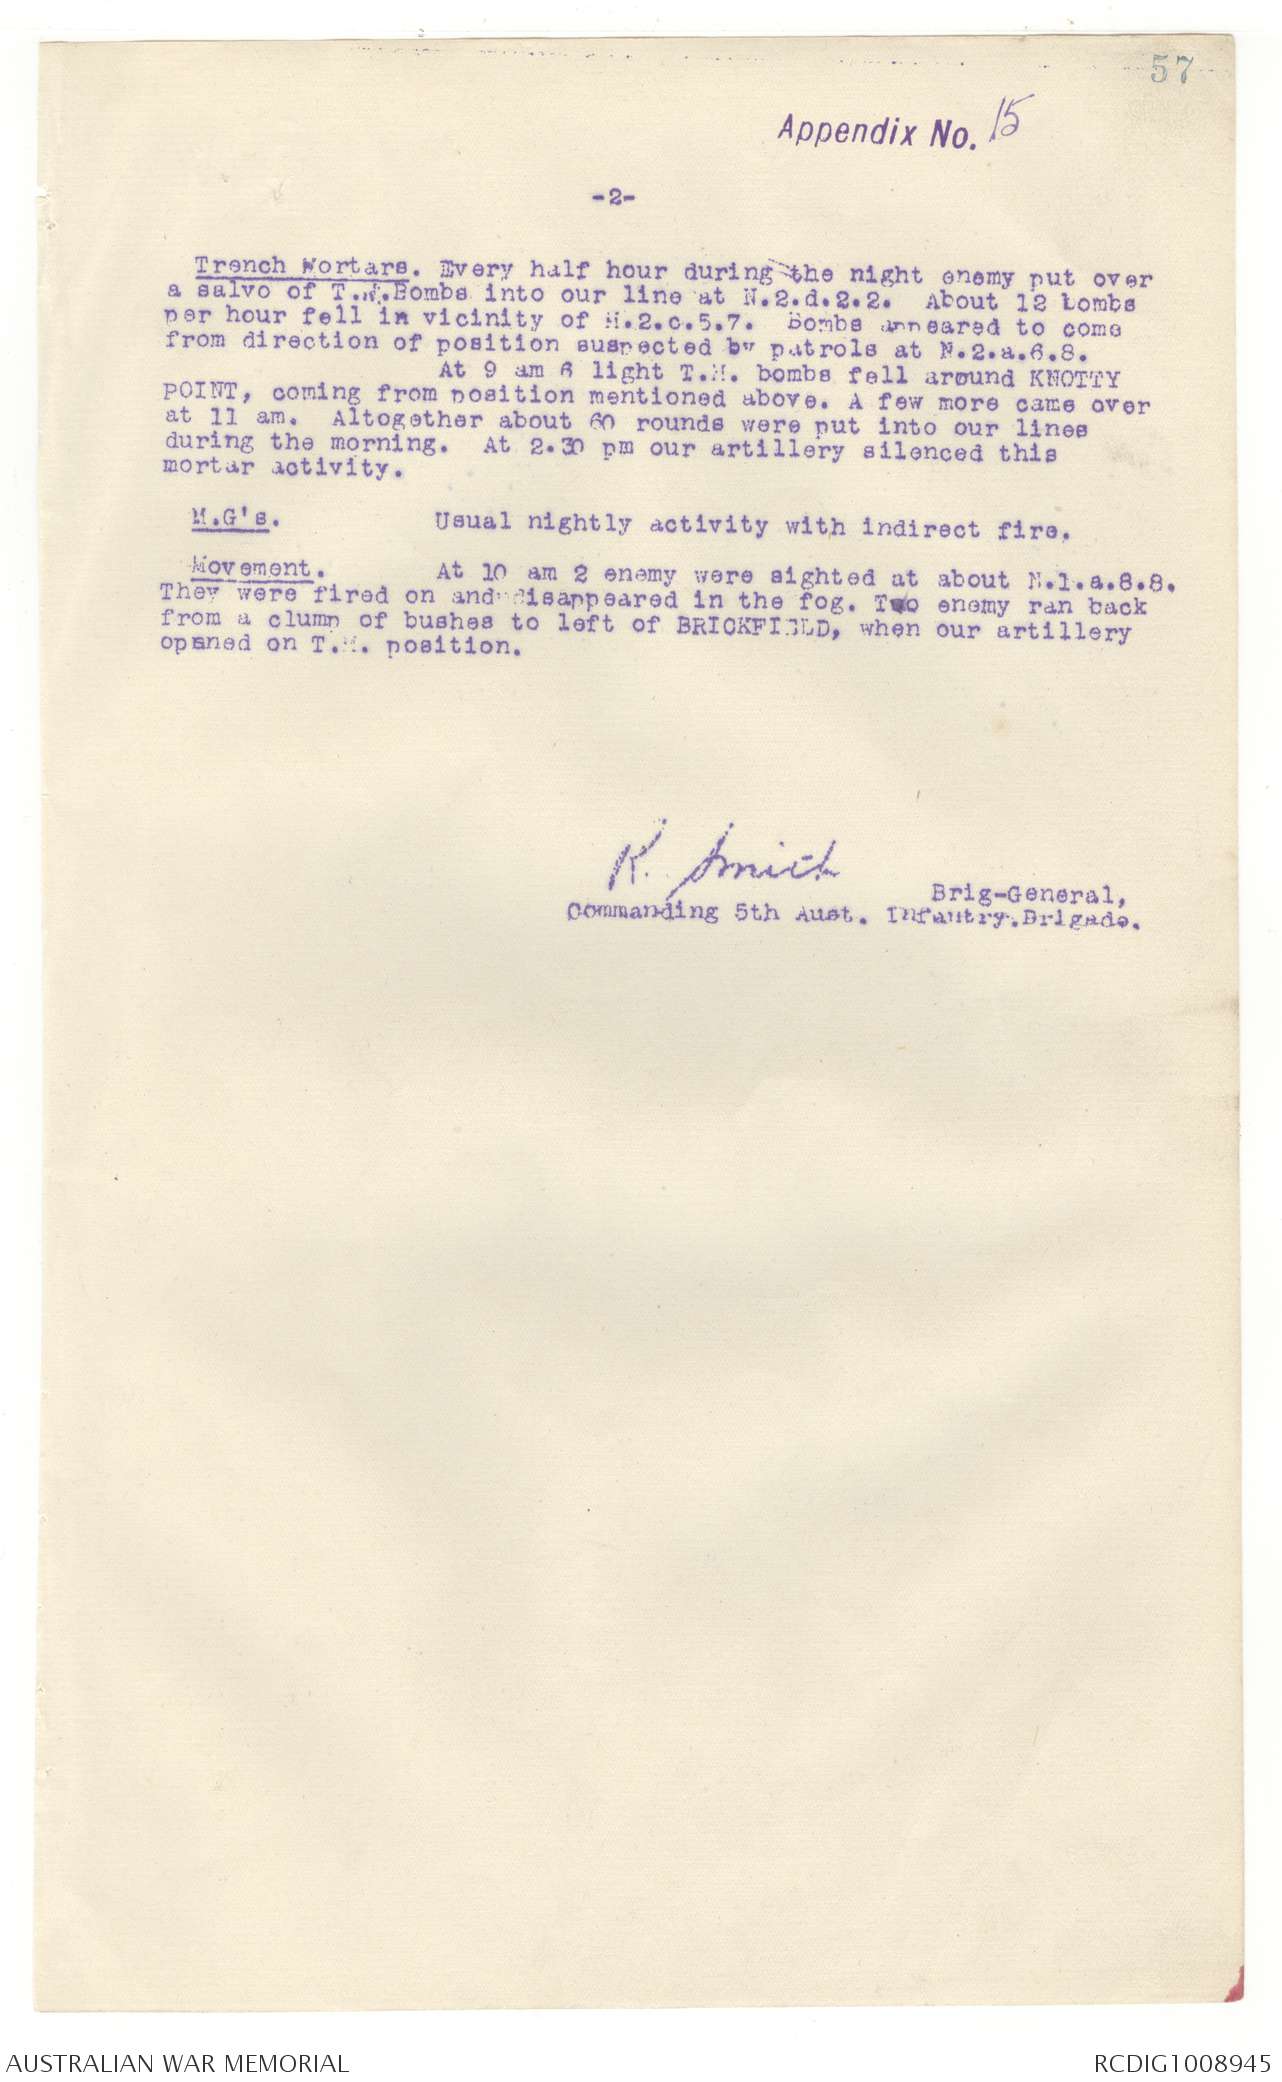 57
Appendix No. 15
-2-
Trench Mortars. Every half hour during the night enemy put over
a salvo of T.M.Bombs into our line at N.2.d.2.2. About 12 bombs
per hour fell in vicinity of N.2.c.5.7. Bombs appeared to come
from direction of position suspected by patrols at N.2.a.6.8.
At 9 am 6 light T.M. bombs fell around KNOTTY
POINT, coming from position mentioned above. A few more came over
at 11 am. Altogether about 60 rounds were put into our lines
during the morning. At 2.30 pm our artillery silenced this
mortar activity.
M.G's. Usual nightly activity with indirect fire.
Movement. At 10 am 2 enemy were sighted at about N.1.a.8.8.
They were fired on and disappeared in the fog. Two enemy ran back
from a clump of bushes to left of BRICKFIELD, when our artillery
opened on T.M. position.
R. Smith
Brig-General,
Commanding 5th Aust. Infantry.Brigade.
AUSTRALIAN WAR MEMORIAL
RCDIG1008945